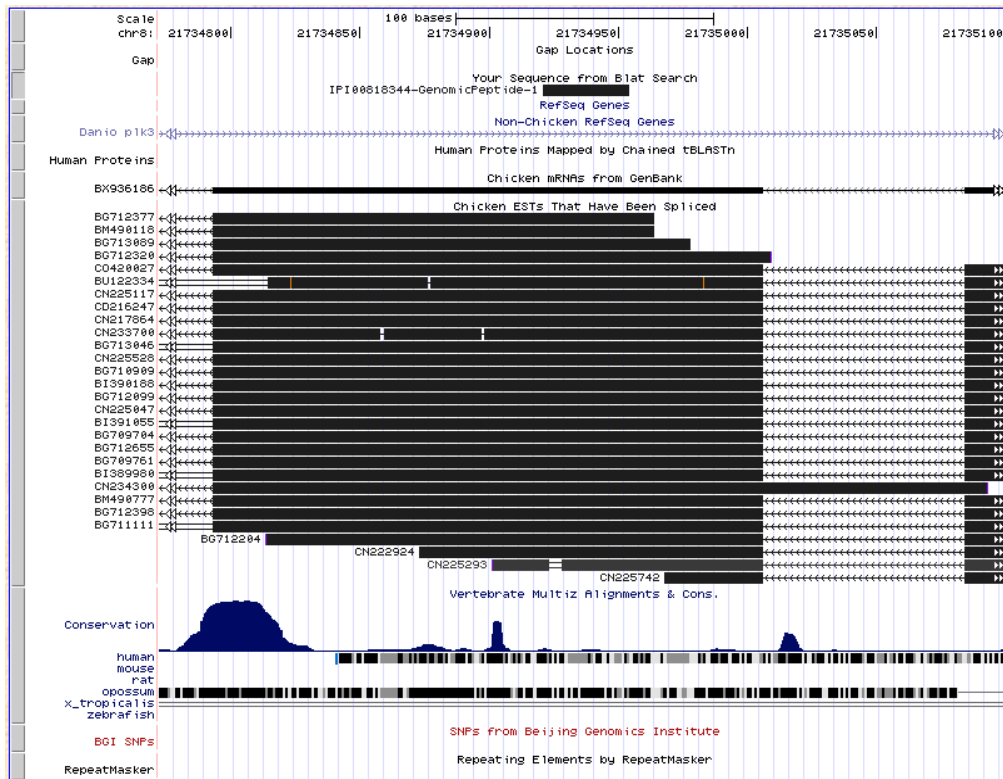 Scale 100 bases
chr8: 21734800 21734850 21734900 21734950 21735000 21735050 21735100
Gap Locations
Gap
Your Sequence from Blat Search
IPI00818344-GenomicPeptide-1
RefSeq Genes
Non-Chicken RefSeq Genes
Danio plk3
Human Proteins Mapped by Chained tBLASTn
Human Proteins
Chicken mRNAs from GenBank
BX936186
Chicken ESTs That Have Been Spliced
BG712377
BM490118
BG713089
BG712320
CO420027
BU122334
CN225117
CD216247
CN217864
CN233700
BG713046
CN225528
BG710909
BI390188
BG712099
CN225047
BI391055
BG709704
BG712655
BG709761
BI389980
CN234300
BM490777
BG712398
BG711111
BG712204
CN222924
CN225293
CN225742
Vertebrate Multiz Alignments & Cons.
Conservation
human
mouse
rat
opossum
x_tropicalis
zebrafish
SNPs from Beijing Genomics Institute
BGI SNPs
Repeating Elements by RepeatMasker
RepeatMasker